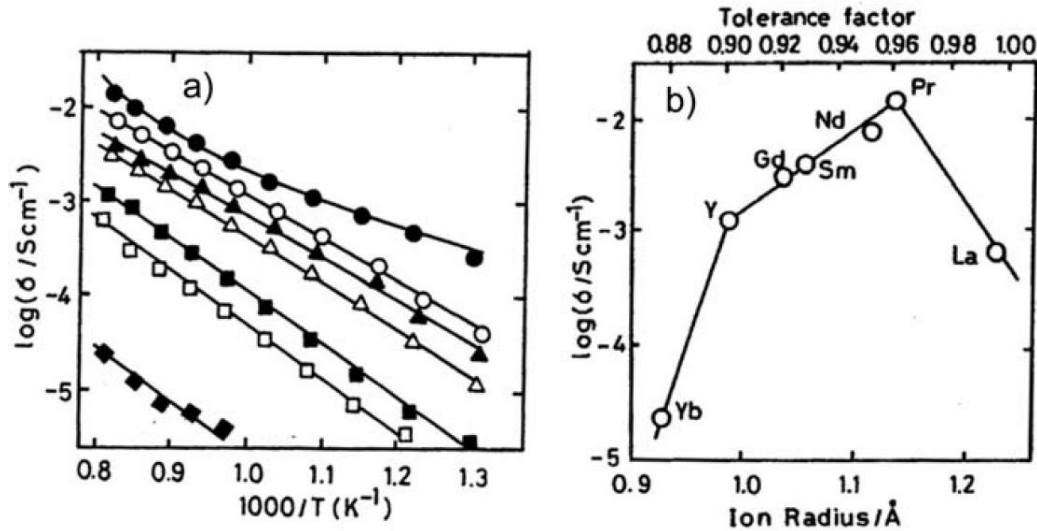 a)
-2
-3
-4
-5
log(σ/Scm⁻¹)
0.8 0.9 1.0 1.1 1.2 1.3
1000/T (K⁻¹)
Tolerance factor
0.88 0.90 0.92 0.94 0.96 0.98 1.00
b)
Pr
Nd
Gd
Sm
Y
La
Yb
-2
-3
-4
-5
log(σ/Scm⁻¹)
0.9 1.0 1.1 1.2
Ion Radius/Å